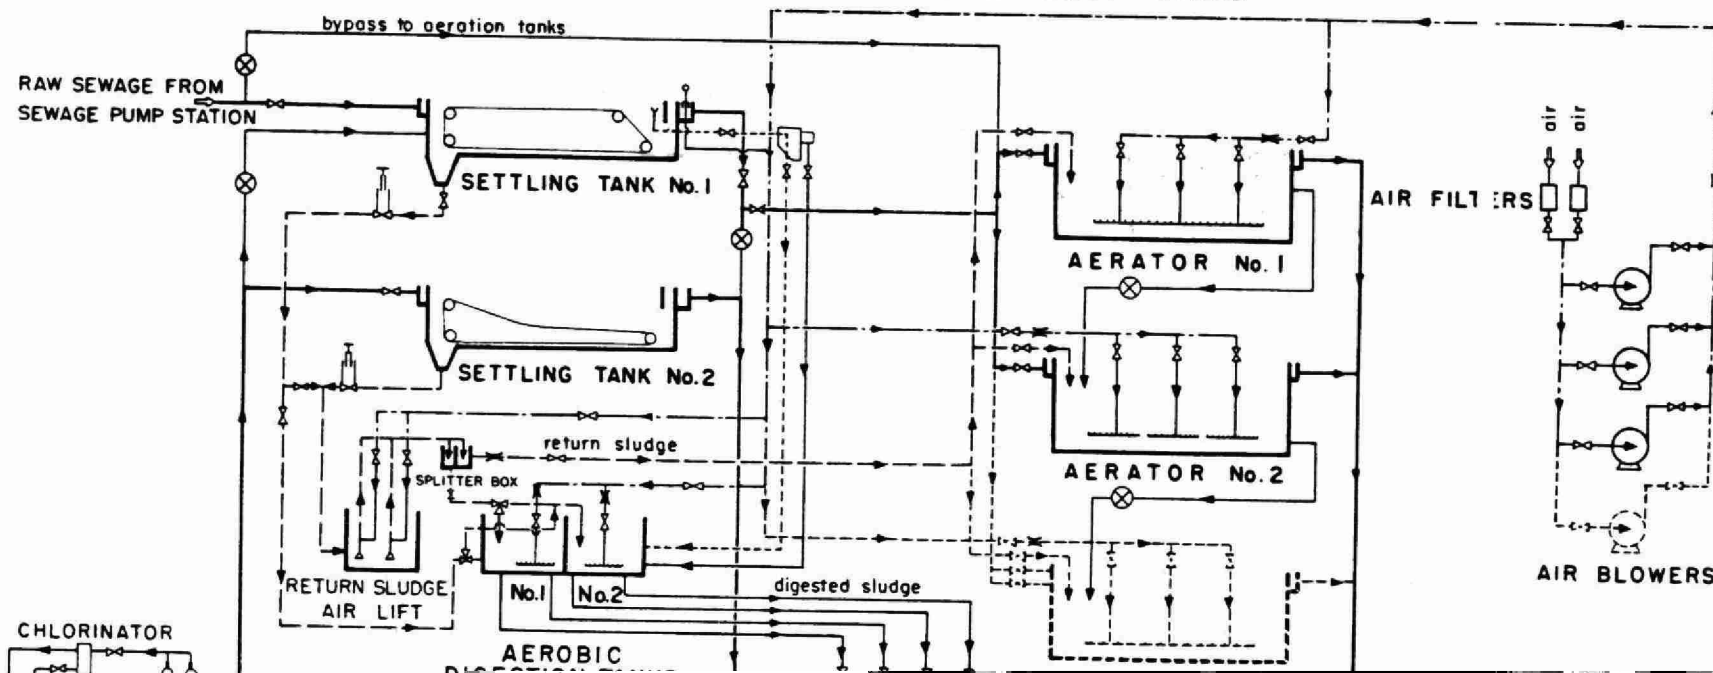 bypass to aeration tanks
RAW SEWAGE FROM
SEWAGE PUMP STATION
air
air
SETTLING TANK No.1
AIR FILTERS
AERATOR No.1
SETTLING TANK No.2
AERATOR No.2
return sludge
SPLITTER BOX
RETURN SLUDGE
AIR LIFT
No.1
No.2
digested sludge
AIR BLOWERS
CHLORINATOR
AEROBIC